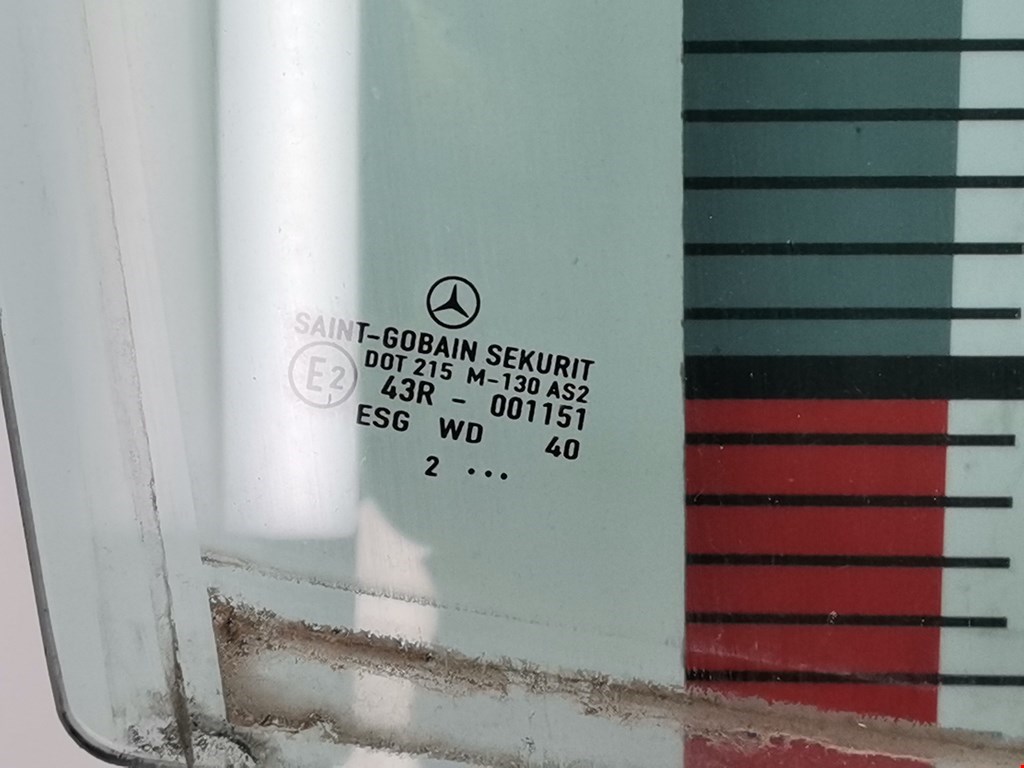 SAINT-GOBAIN SEKURIT
E2 DOT 215 M-130 AS2
43R - 001151
ESG WD 40
2 ...